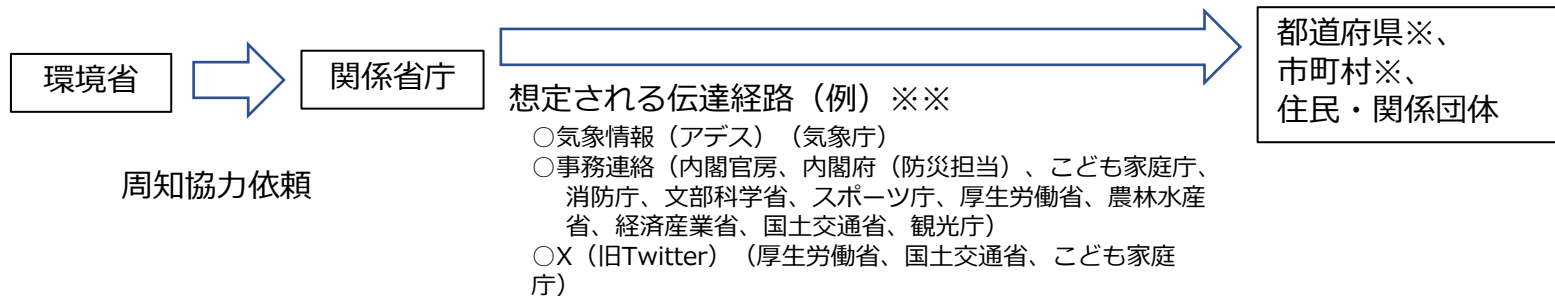 環境省
関係省庁
都道府県※、
市町村※、
住民・関係団体
周知協力依頼
想定される伝達経路（例）※※
○気象情報（アデス）（気象庁）
○事務連絡（内閣官房、内閣府（防災担当）、こども家庭庁、
消防庁、文部科学省、スポーツ庁、厚生労働省、農林水産
省、経済産業省、国土交通省、観光庁）
○X（旧Twitter）（厚生労働省、国土交通省、こども家庭
庁）